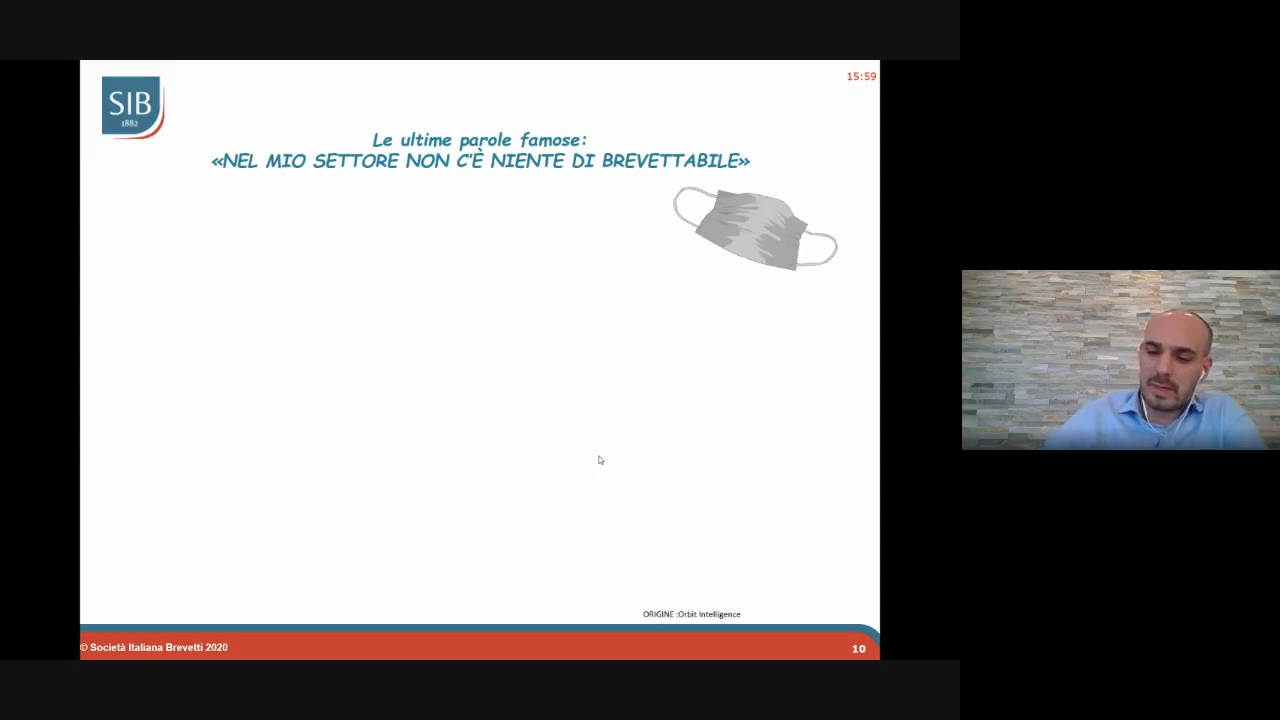 SIB
1882
15:59
Le ultime parole famose:
«NEL MIO SETTORE NON C'È NIENTE DI BREVETTABILE»
ORIGINE :Orbit Intelligence
© Società Italiana Brevetti 2020
10